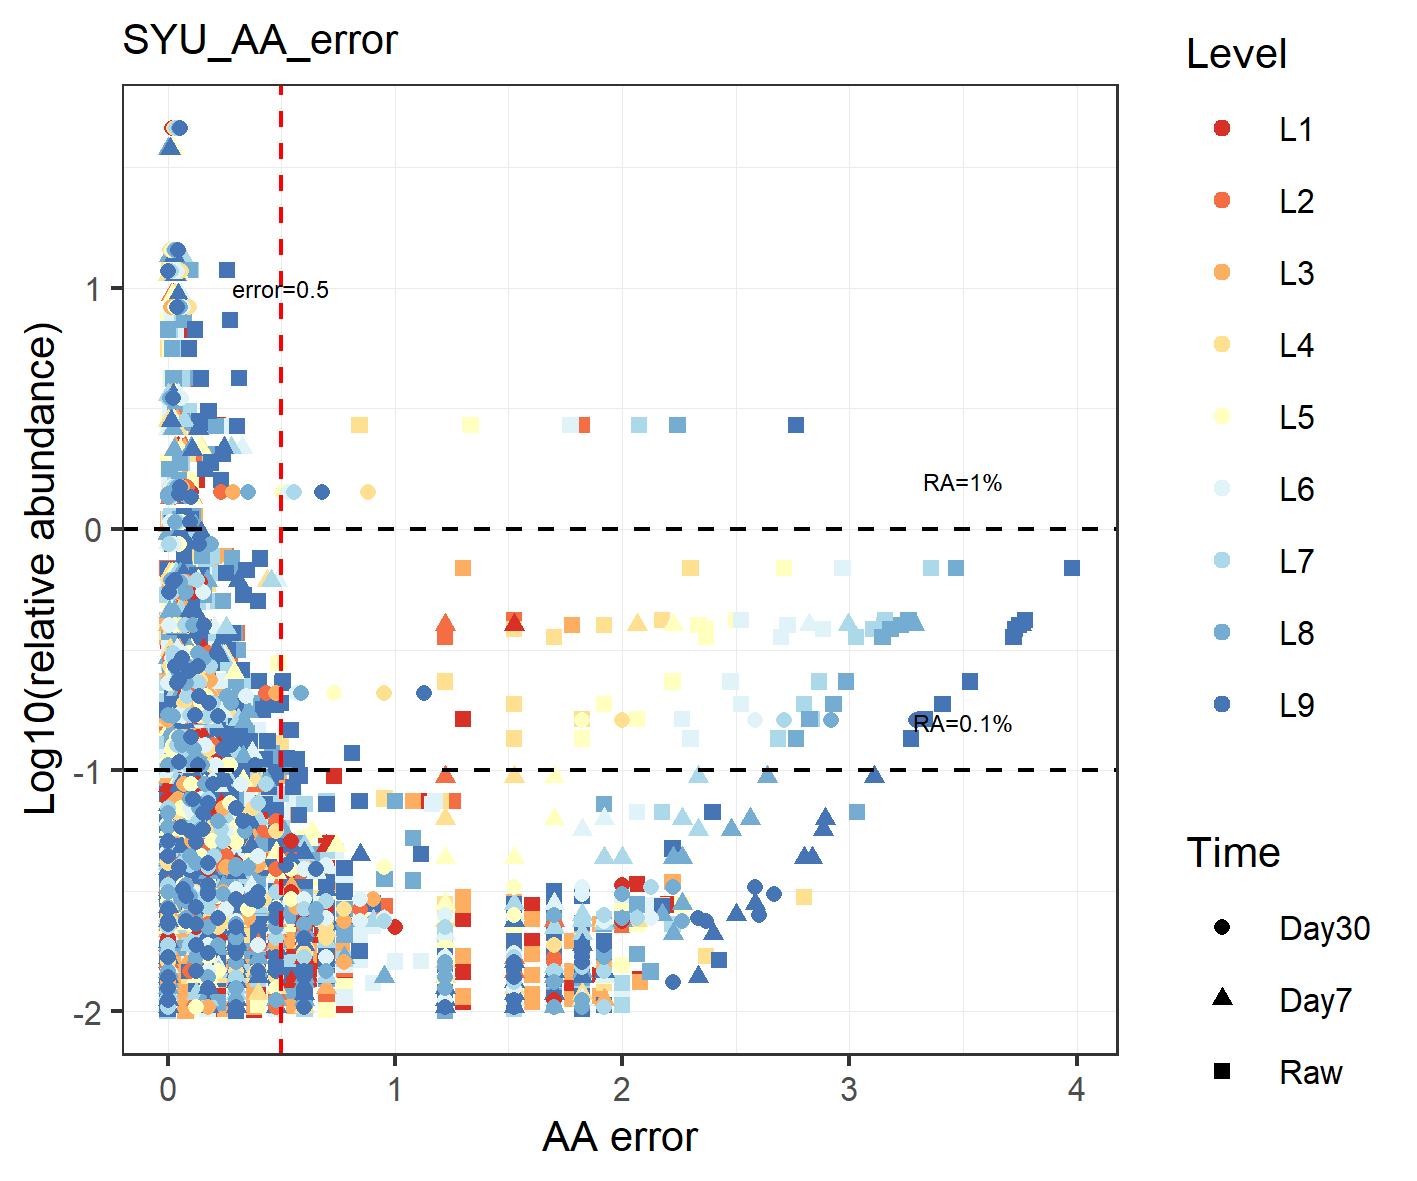 SYU_AA_error
Level
L1
L2
L3
L4
L5
L6
L7
L8
L9
Time
Day30
Day7
Raw
Log10(relative abundance)
1
0
-1
-2
error=0.5
RA=1%
RA=0.1%
0 1 2 3 4
AA error